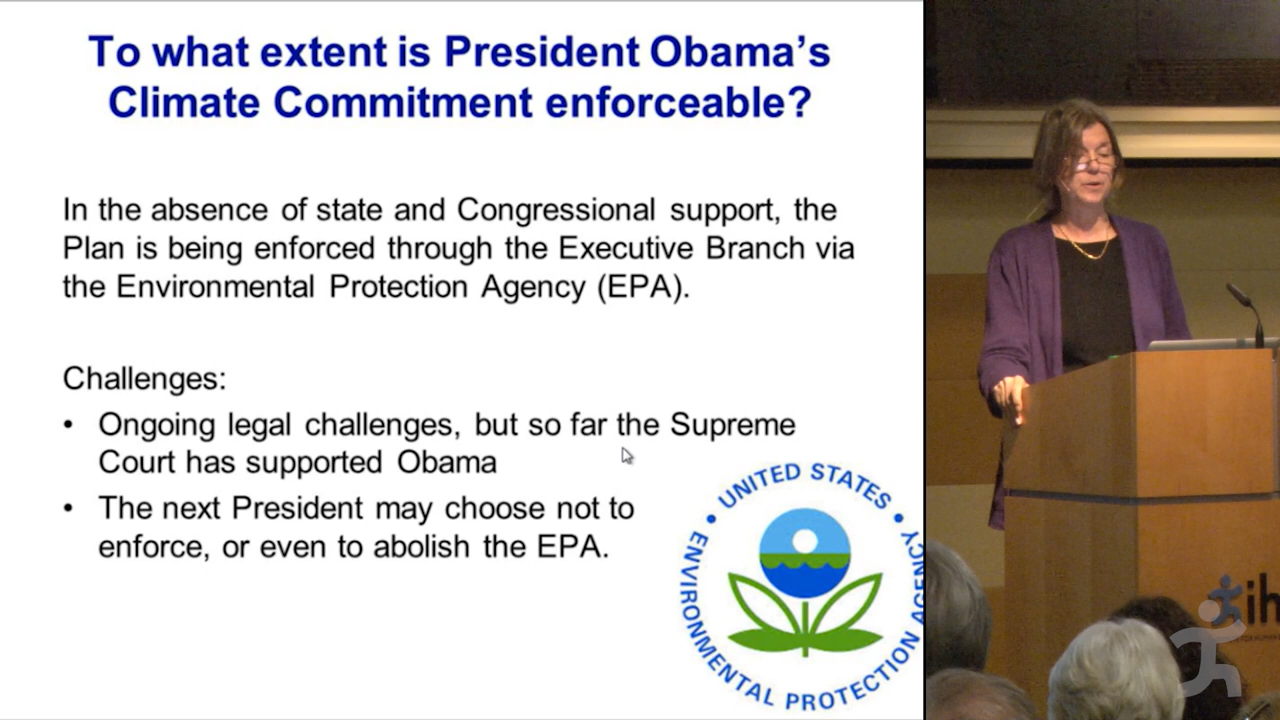 To what extent is President Obama's
Climate Commitment enforceable?
In the absence of state and Congressional support, the
Plan is being enforced through the Executive Branch via
the Environmental Protection Agency (EPA).
Challenges:
• Ongoing legal challenges, but so far the Supreme
Court has supported Obama
• The next President may choose not to
enforce, or even to abolish the EPA.
• UNITED STATES •
ENVIRONMENTAL PROTECTION AGENCY
ih